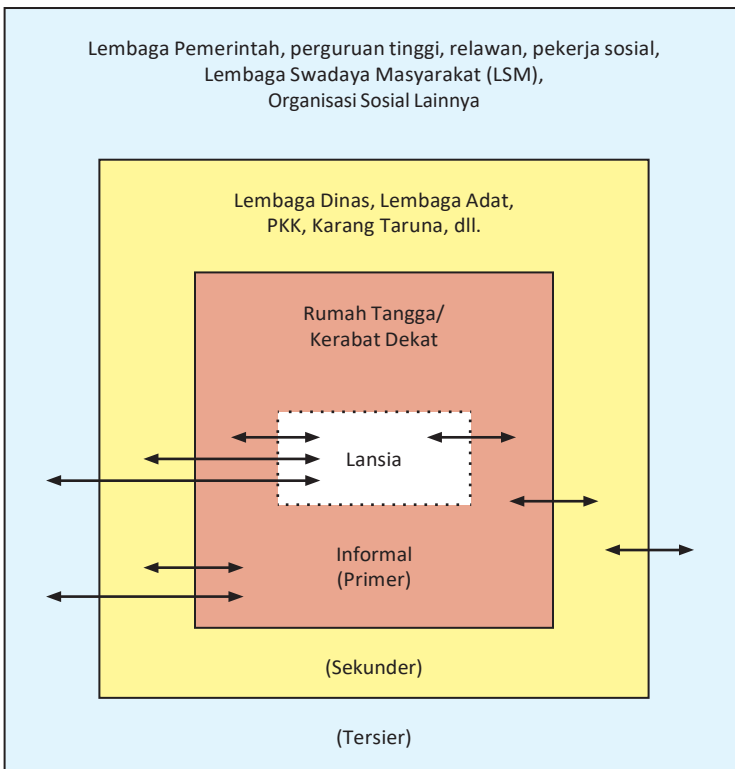 Lembaga Pemerintah, perguruan tinggi, relawan, pekerja sosial,
Lembaga Swadaya Masyarakat (LSM),
Organisasi Sosial Lainnya
Lembaga Dinas, Lembaga Adat,
PKK, Karang Taruna, dll.
Rumah Tangga/
Kerabat Dekat
Lansia
Informal
(Primer)
(Sekunder)
(Tersier)